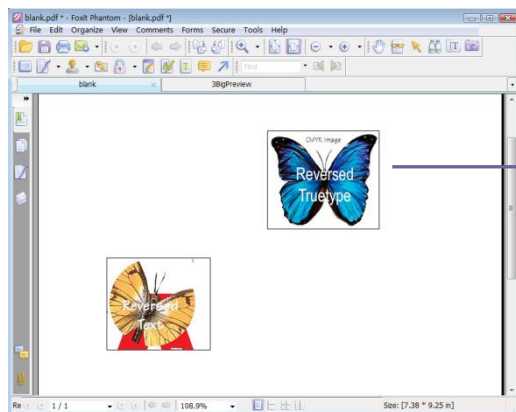 blank.pdf * - Foxit Phantom - [blank.pdf *]
File Edit Organize View Comments Forms Secure Tools Help
Find
blank
3BigPreview
CMYK Image
Reversed
Truetype
Reversed
Text
Re
1 / 1
108.9%
Size: [7.38 * 9.25 in]